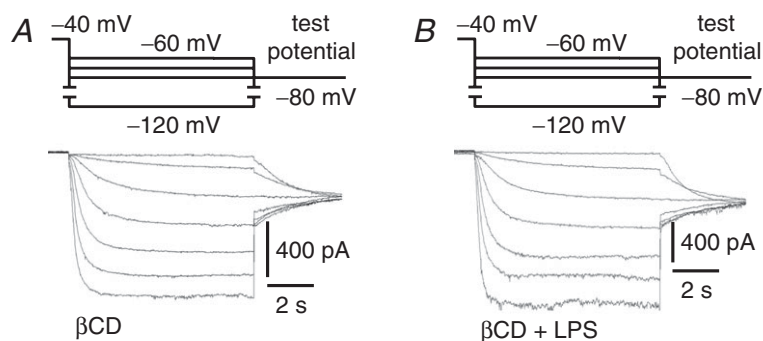 A
−40 mV
−60 mV
test
potential
−80 mV
−120 mV
400 pA
2 s
βCD
B
−40 mV
−60 mV
test
potential
−80 mV
−120 mV
400 pA
2 s
βCD + LPS